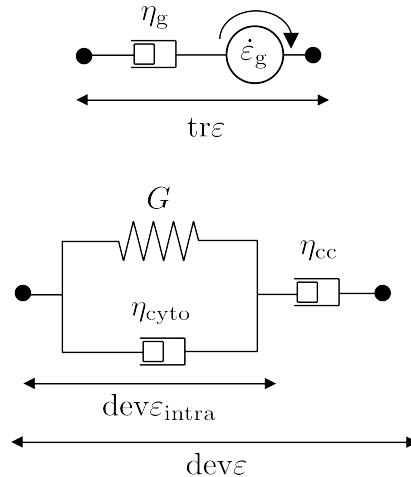 η_g
ε̇_g
trε
G
η_cc
η_cyto
devε_intra
devε